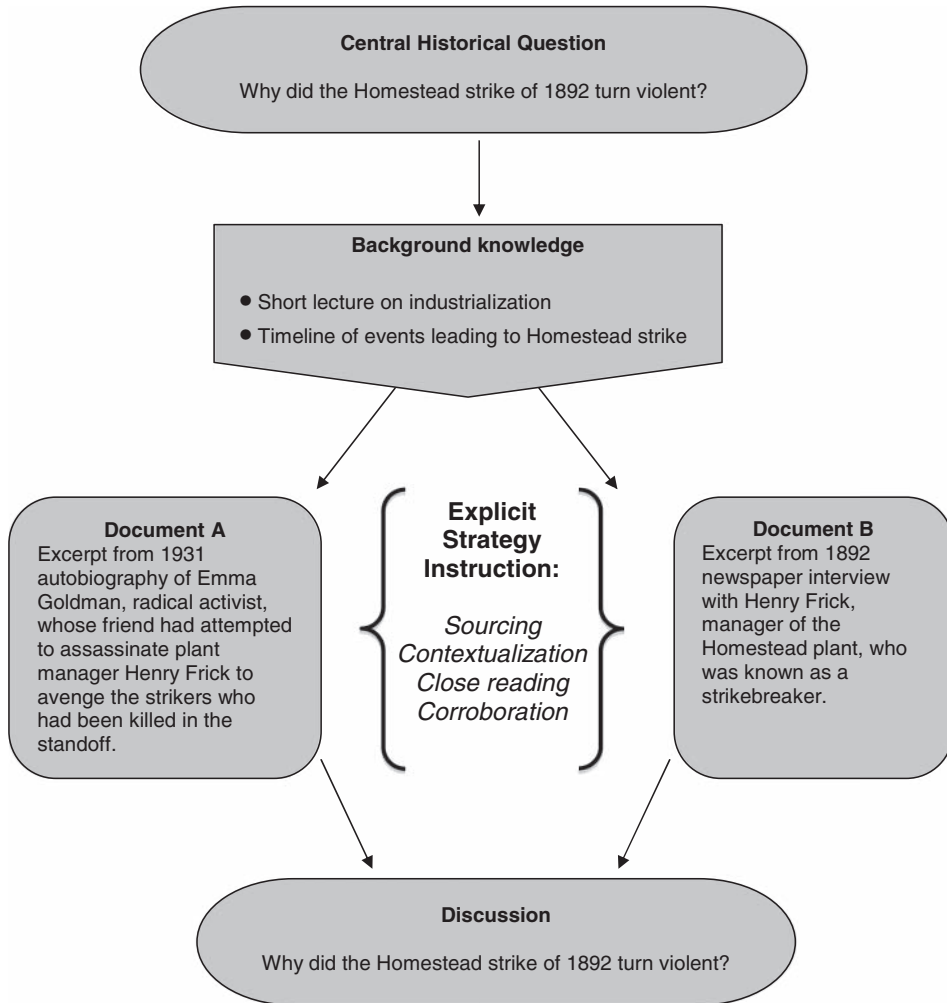 Central Historical Question
Why did the Homestead strike of 1892 turn violent?
Background knowledge
● Short lecture on industrialization
● Timeline of events leading to Homestead strike
Document A
Excerpt from 1931
autobiography of Emma
Goldman, radical activist,
whose friend had attempted
to assassinate plant
manager Henry Frick to
avenge the strikers who
had been killed in the
standoff.
Explicit
Strategy
Instruction:
Sourcing
Contextualization
Close reading
Corroboration
Document B
Excerpt from 1892
newspaper interview
with Henry Frick,
manager of the
Homestead plant, who
was known as a
strikebreaker.
Discussion
Why did the Homestead strike of 1892 turn violent?